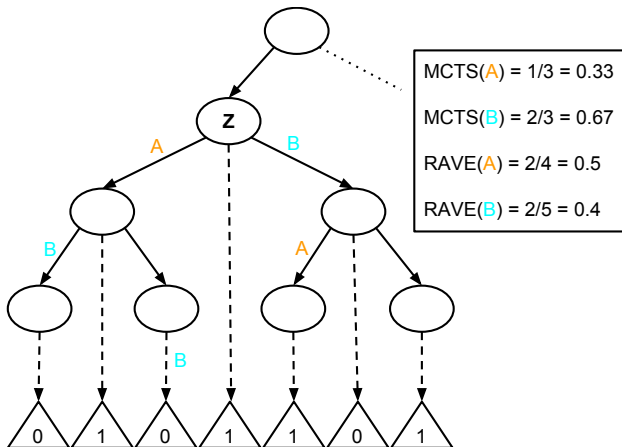 MCTS(A) = 1/3 = 0.33
MCTS(B) = 2/3 = 0.67
RAVE(A) = 2/4 = 0.5
RAVE(B) = 2/5 = 0.4
Z
A
B
B
A
B
0 1 0 1 1 0 1